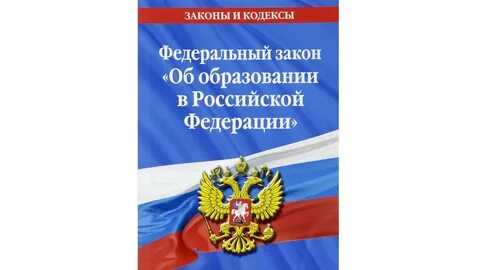 ЗАКОНЫ И КОДЕКСЫ
Федеральный закон
«Об образовании
в Российской
Федерации»